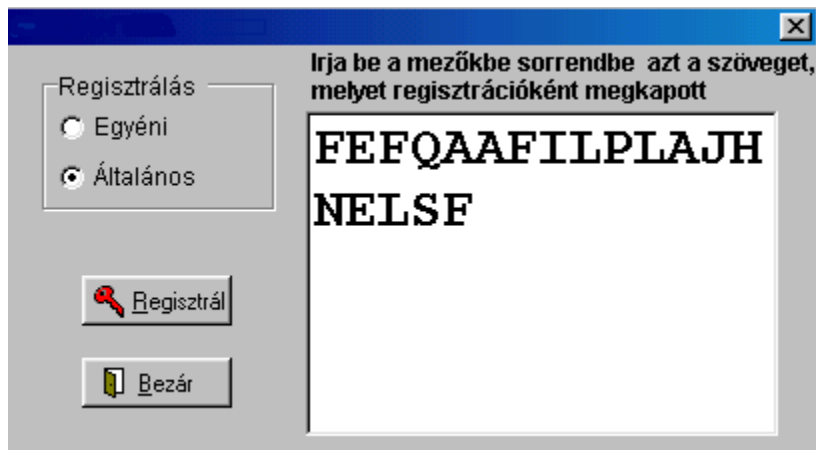 Irja be a mezőkbe sorrendbe azt a szöveget,
melyet regisztrációként megkapott
Regisztrálás
Egyéni
Általános
FEFQAAFILPLAJH
NELSF
Regisztrál
Bezár